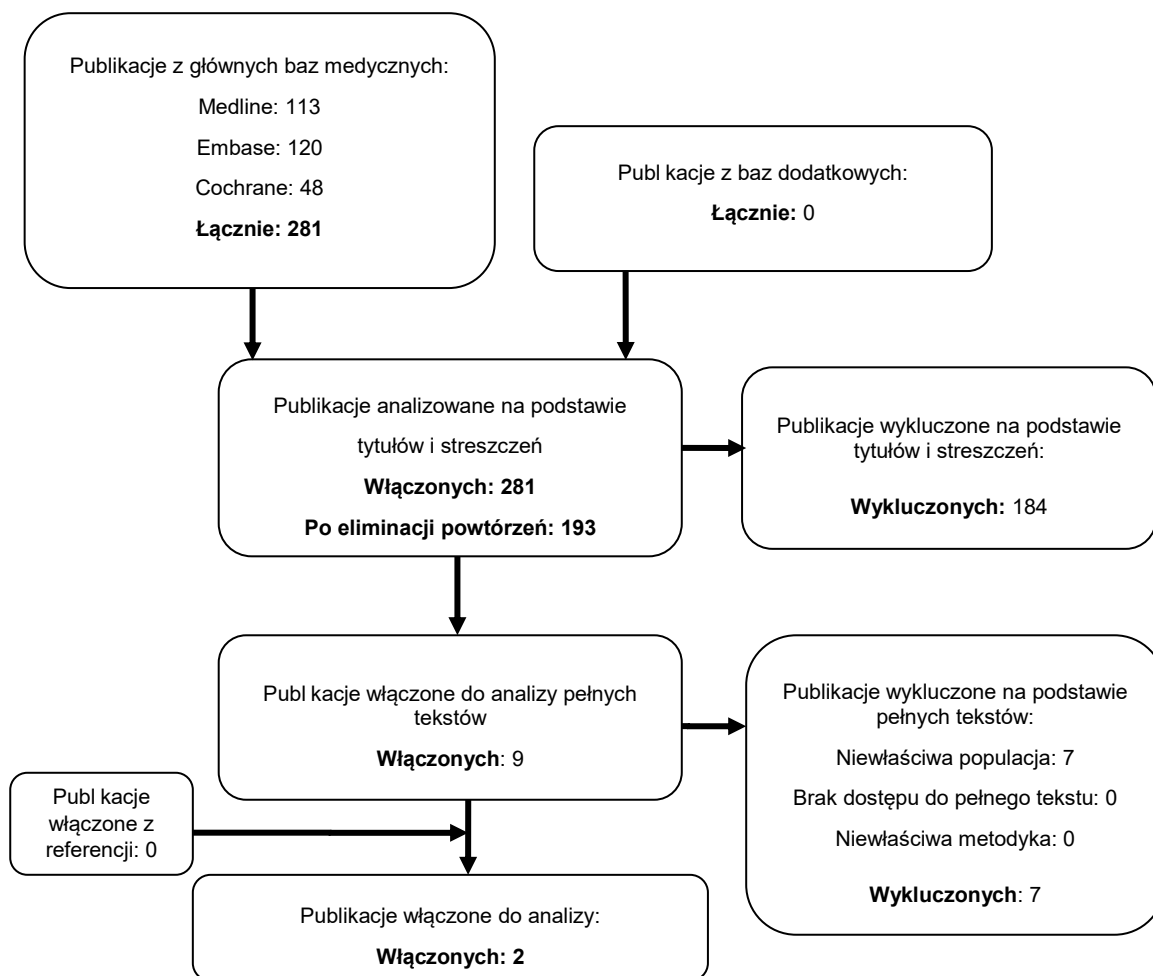 Publikacje z głównych baz medycznych:
Medline: 113
Embase: 120
Cochrane: 48
Łącznie: 281
Publ kacje z baz dodatkowych:
Łącznie: 0
Publikacje analizowane na podstawie
tytułów i streszczeń
Włączonych: 281
Po eliminacji powtórzeń: 193
Publikacje wykluczone na podstawie
tytułów i streszczeń:
Wykluczonych: 184
Publ kacje włączone do analizy pełnych
tekstów
Włączonych: 9
Publikacje wykluczone na podstawie
pełnych tekstów:
Niewłaściwa populacja: 7
Brak dostępu do pełnego tekstu: 0
Niewłaściwa metodyka: 0
Wykluczonych: 7
Publ kacje
włączone z
referencji: 0
Publikacje włączone do analizy:
Włączonych: 2